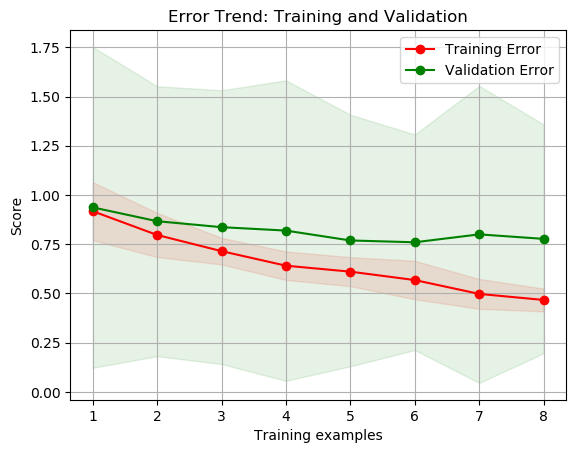 Error Trend: Training and Validation
Training Error
Validation Error
Score
1.75
1.50
1.25
1.00
0.75
0.50
0.25
0.00
1 2 3 4 5 6 7 8
Training examples